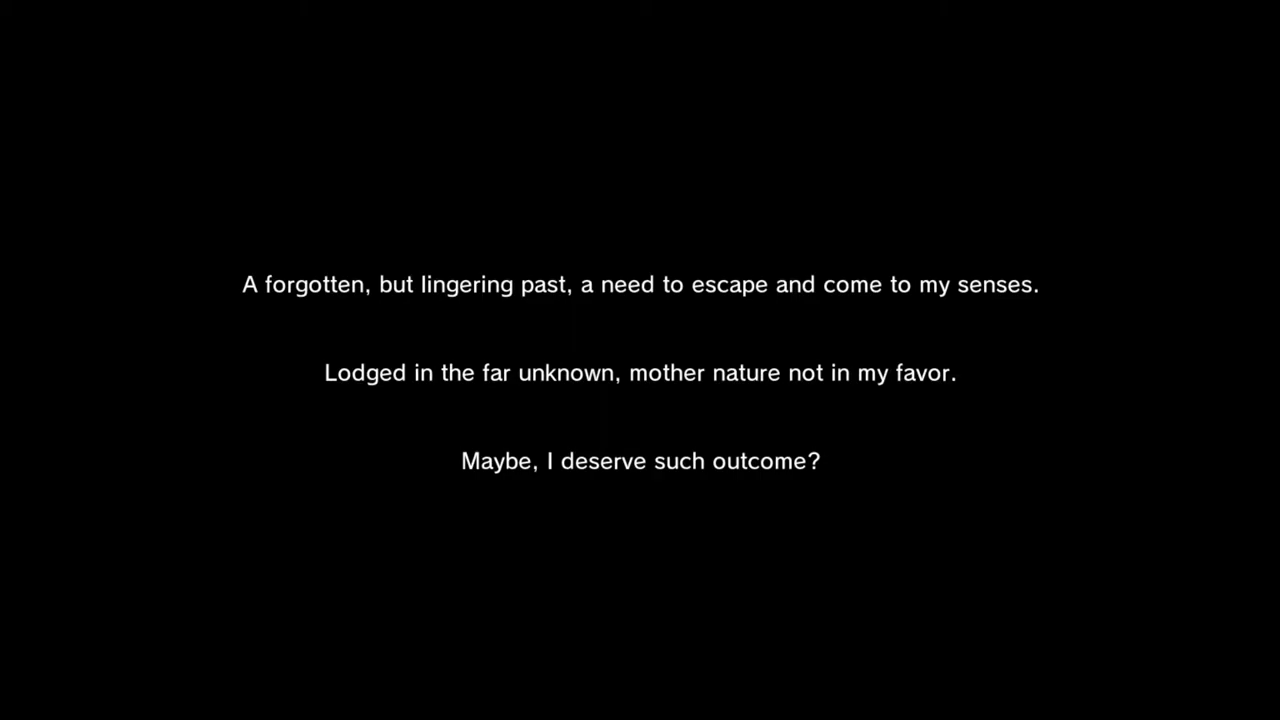 A forgotten, but lingering past, a need to escape and come to my senses.
Lodged in the far unknown, mother nature not in my favor.
Maybe, I deserve such outcome?